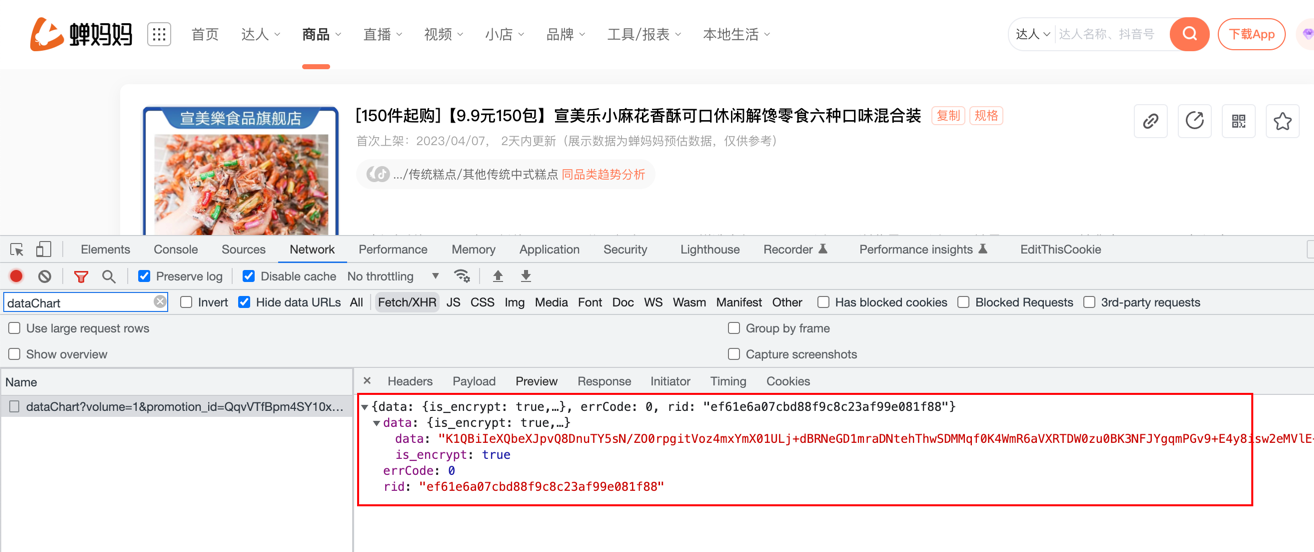 蝉妈妈 首页 达人 商品 直播 视频 小店 品牌 工具/报表 本地生活 达人 达人名称、抖音号 下载App
宣美樂食品旗舰店
[150件起购]【9.9元150包】宣美乐小麻花香酥可口休闲解馋零食六种口味混合装 复制 规格
首次上架：2023/04/07， 2天内更新（展示数据为蝉妈妈预估数据，仅供参考）
.../传统糕点/其他传统中式糕点 同品类趋势分析
Elements Console Sources Network Performance Memory Application Security Lighthouse Recorder Performance insights EditThisCookie
Preserve log Disable cache No throttling
dataChart Invert Hide data URLs All Fetch/XHR JS CSS Img Media Font Doc WS Wasm Manifest Other Has blocked cookies Blocked Requests 3rd-party requests
Use large request rows Group by frame
Show overview Capture screenshots
Name × Headers Payload Preview Response Initiator Timing Cookies
dataChart?volume=1&promotion_id=QqvVTfBpm4SY10x...
{data: {is_encrypt: true,…}, errCode: 0, rid: "ef61e6a07cbd88f9c8c23af99e081f88"}
data: {is_encrypt: true,…}
data: "K1QBiIeXQbeXJpvQ8DnuTY5sN/ZO0rpgitVoz4mxYmX01ULj+dBRNeGD1mraDNtehThwSDMMqf0K4WmR6aVXRTDW0zu0BK3NFJYgqmPGv9+E4y8isw2eMVlE
is_encrypt: true
errCode: 0
rid: "ef61e6a07cbd88f9c8c23af99e081f88"